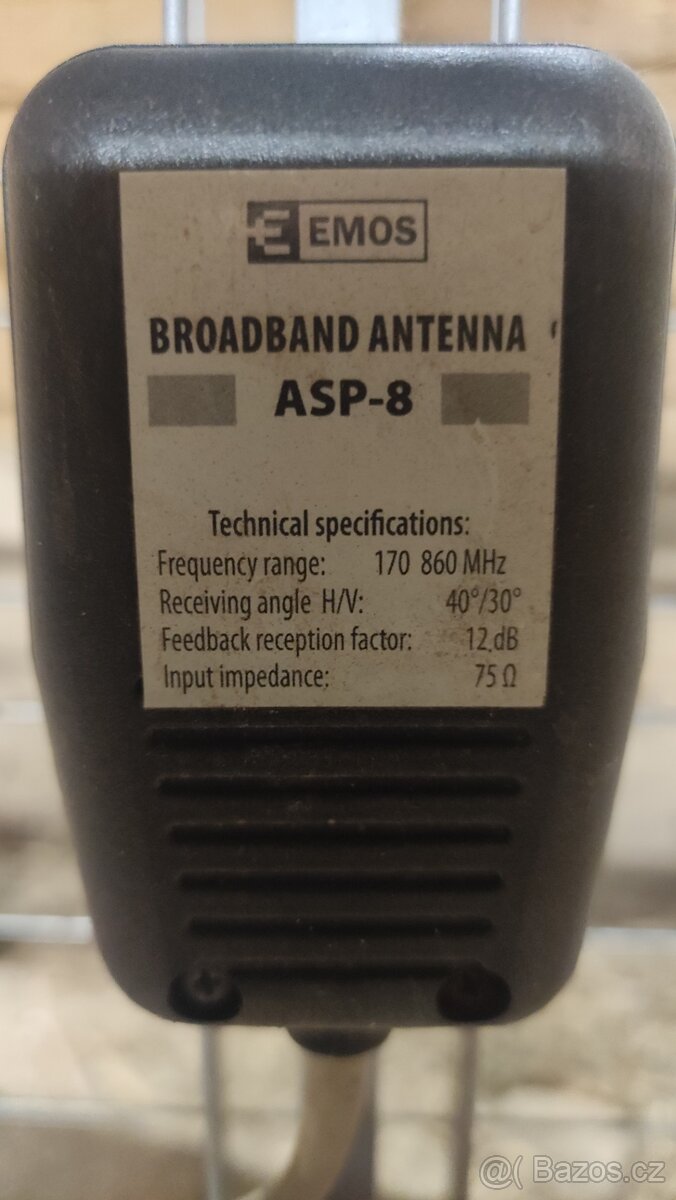 EMOS
BROADBAND ANTENNA
ASP-8
Technical specifications:
Frequency range: 170 860 MHz
Receiving angle H/V: 40°/30°
Feedback reception factor: 12 dB
Input impedance: 75 Ω
@( Bazos.cz